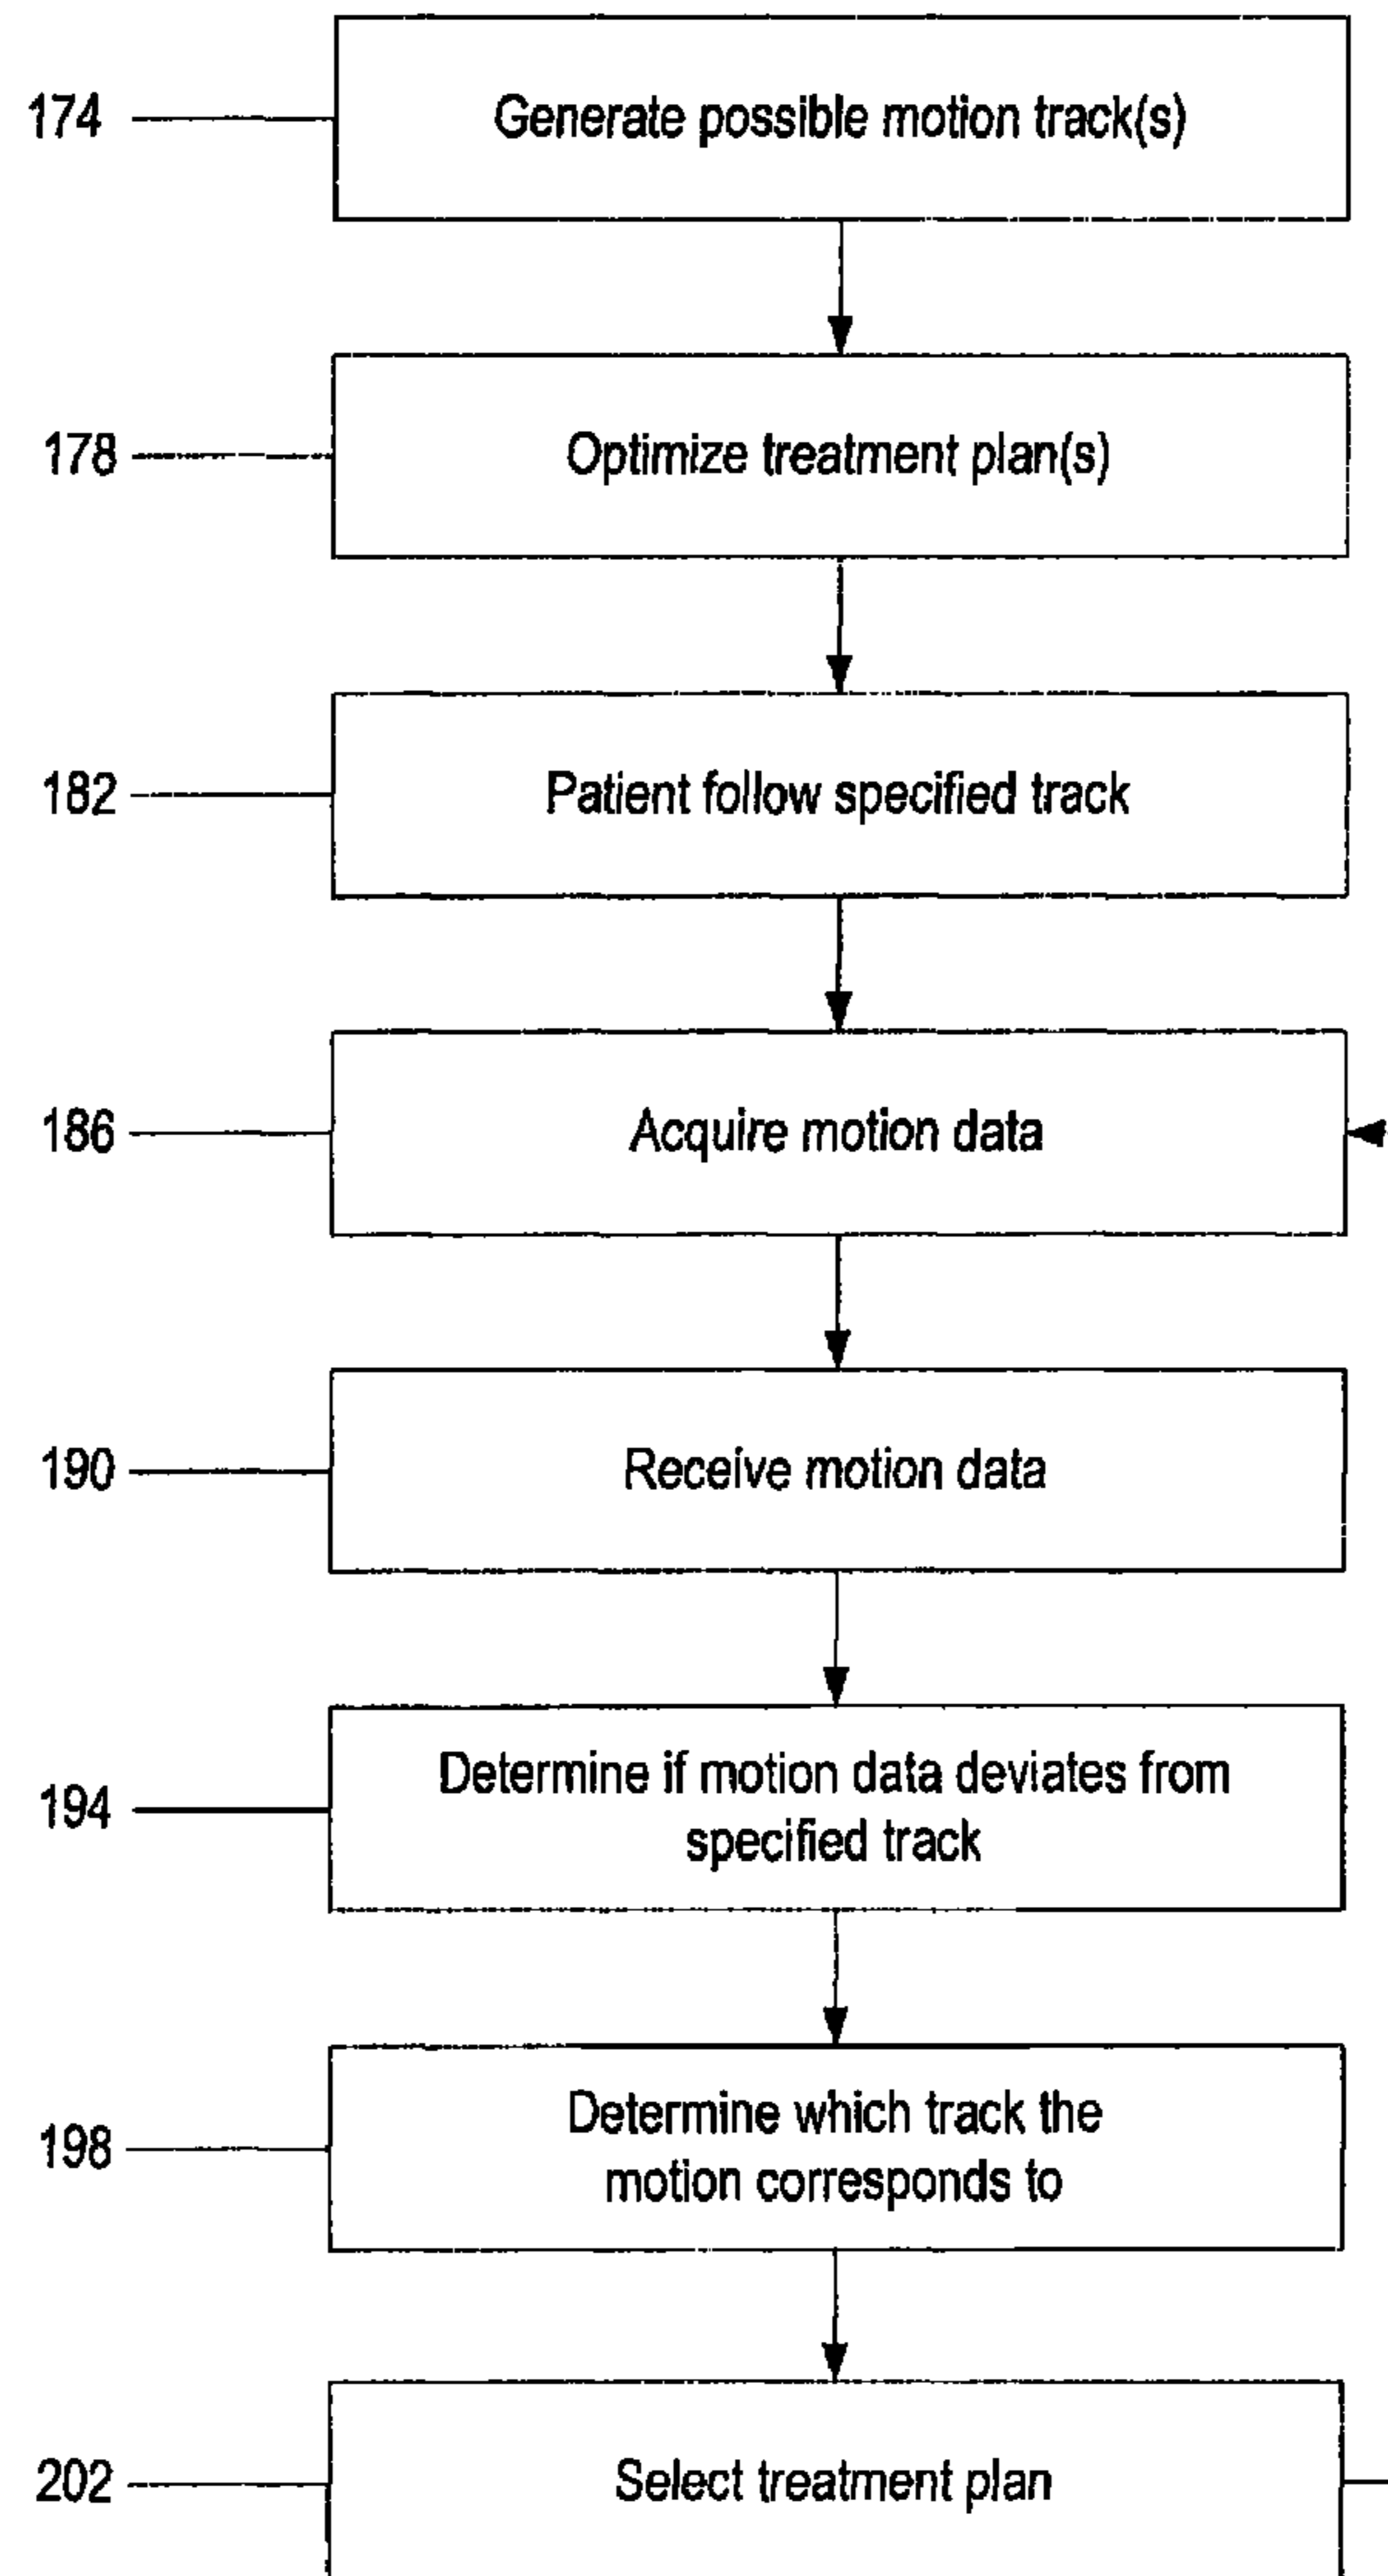 174
Generate possible motion track(s)
178
Optimize treatment plan(s)
182
Patient follow specified track
186
Acquire motion data
190
Receive motion data
194
Determine if motion data deviates from
specified track
198
Determine which track the
motion corresponds to
202
Select treatment plan